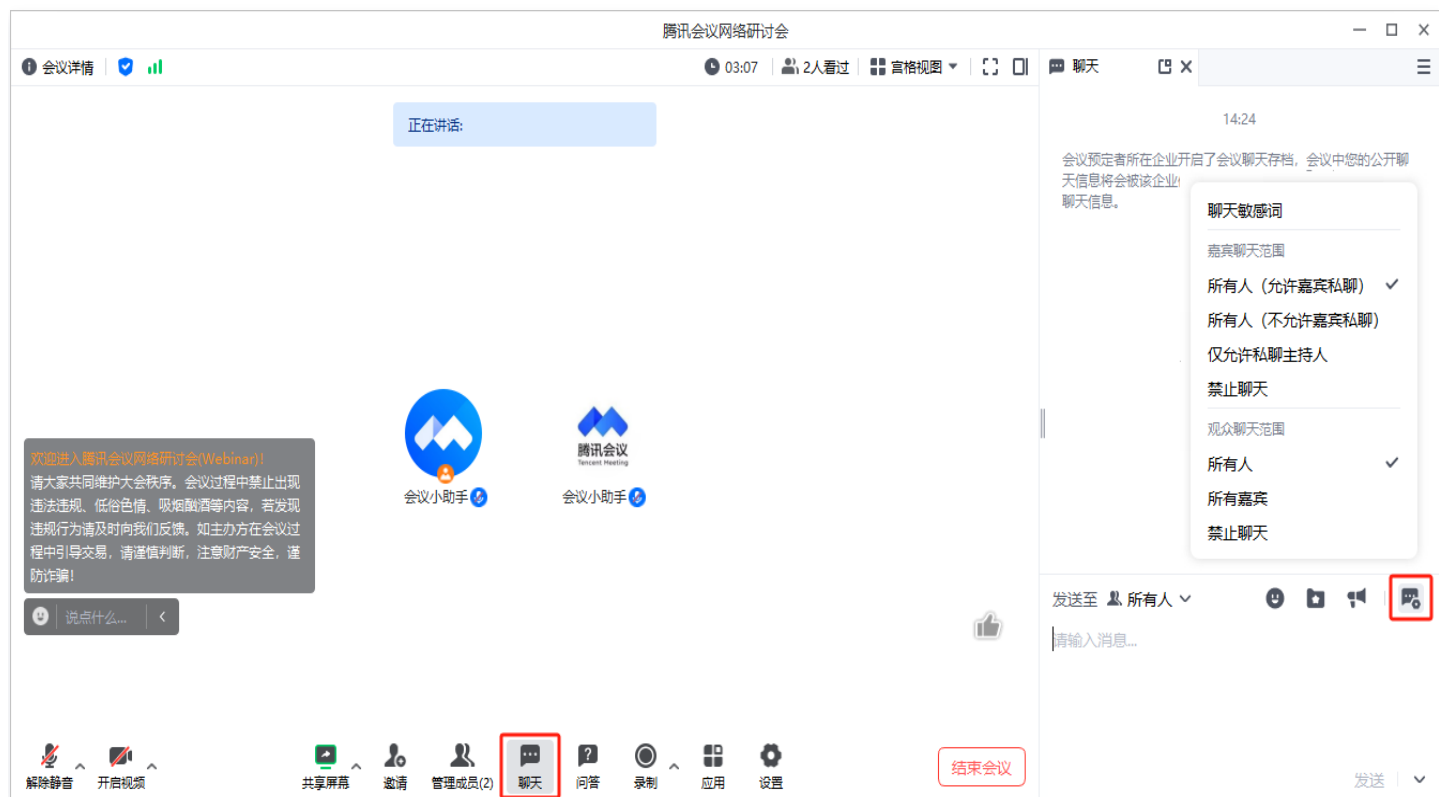 腾讯会议网络研讨会
会议详情
03:07
2人看过
宫格视图
聊天
正在讲话:
14:24
会议预定者所在企业开启了会议聊天存档，会议中您的公开聊
天信息将会被该企业
聊天信息。
聊天敏感词
嘉宾聊天范围
所有人（允许嘉宾私聊）
所有人（不允许嘉宾私聊）
仅允许私聊主持人
禁止聊天
观众聊天范围
所有人
所有嘉宾
禁止聊天
腾讯会议
Tencent Meeting
会议小助手
会议小助手
欢迎进入腾讯会议网络研讨会(Webinar)!
请大家共同维护大会秩序。会议过程中禁止出现
违法违规、低俗色情、吸烟酗酒等内容，若发现
违规行为请及时向我们反馈。如主办方在会议过
程中引导交易，请谨慎判断，注意财产安全，谨
防诈骗！
说点什么...
发送至 所有人
请输入消息...
解除静音
开启视频
共享屏幕
邀请
管理成员(2)
聊天
问答
录制
应用
设置
结束会议
发送